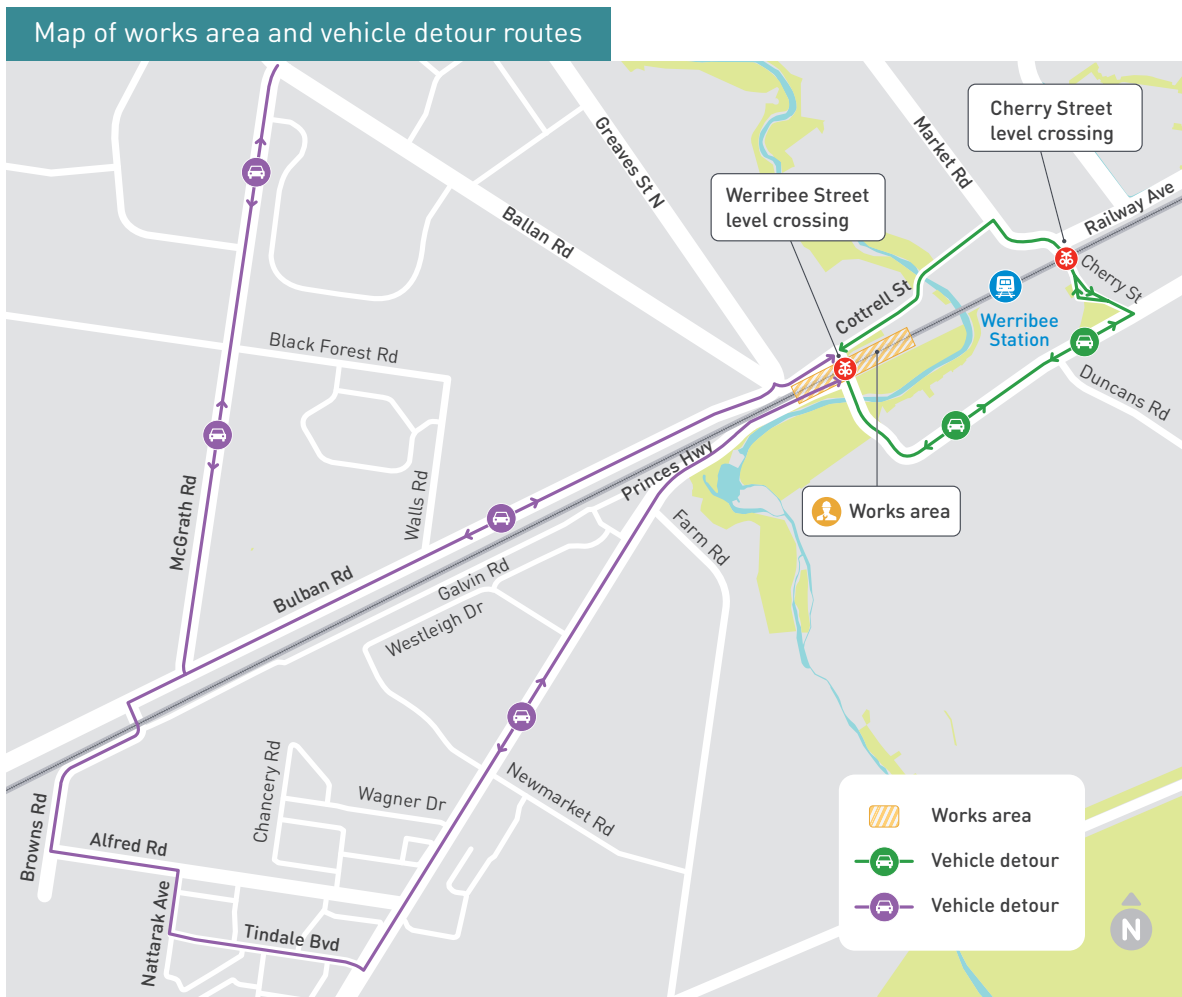 Map of works area and vehicle detour routes
Cherry Street
level crossing
Market Rd
Greaves St N
Werribee Street
level crossing
Railway Ave
Ballan Rd
Cherry St
Cottrell St
Werribee
Station
Black Forest Rd
Duncans Rd
Princes Hwy
Walls Rd
McGrath Rd
Works area
Farm Rd
Galvin Rd
Bulban Rd
Westleigh Dr
Chancery Rd
Newmarket Rd
Wagner Dr
Browns Rd
Alfred Rd
Nattarak Ave
Tindale Bvd
Works area
Vehicle detour
Vehicle detour
N